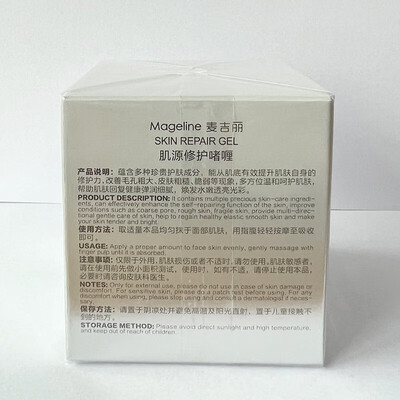 Mageline 麦吉丽
SKIN REPAIR GEL
肌源修护啫喱
产品说明：蕴含多种珍贵护肤成分，能从肌底有效提升肌肤自身的
修护力，改善毛孔粗大、皮肤粗糙、脆弱等现象，多方位温和呵护肌肤，
帮助肌肤回复健康弹润细腻，焕发水嫩透亮光彩。
PRODUCT DESCRIPTION: It contains multiple precious skin-care ingredi-
ents, can effectively enhance the self-repairing function of the skin, improve
conditions such as coarse pore, rough skin, fragile skin, provide multi-direc-
tional gentle care of skin, help to regain healthy and smooth skin and make
your skin tender and bright.
使用方法：取适量本品均匀抹于面部肌肤，用指腹轻轻按摩至吸收
即可。
USAGE: Apply a proper amount to face skin evenly, gently massage with
finger pulp until it is absorbed.
注意事项：仅限于外用，肌肤损伤或者不适时，请勿使用，肌肤敏感者，
请在使用前先做小面积测试，使用时，如有不适，请停止使用本品，
必要时请咨询皮肤科医生。
NOTES: Only for external use, please do not use in case of skin damage or
discomfort. For sensitive skin, please do a patch test before using. For any
discomfort when using, please stop using and consult a dermatologist if neces-
sary.
保存方法：请置于阴凉处并避免高温及阳光直射，置于儿童接触不
到的地方。
STORAGE METHOD: Please avoid direct sunlight and high temperature,
and keep out of reach of children.